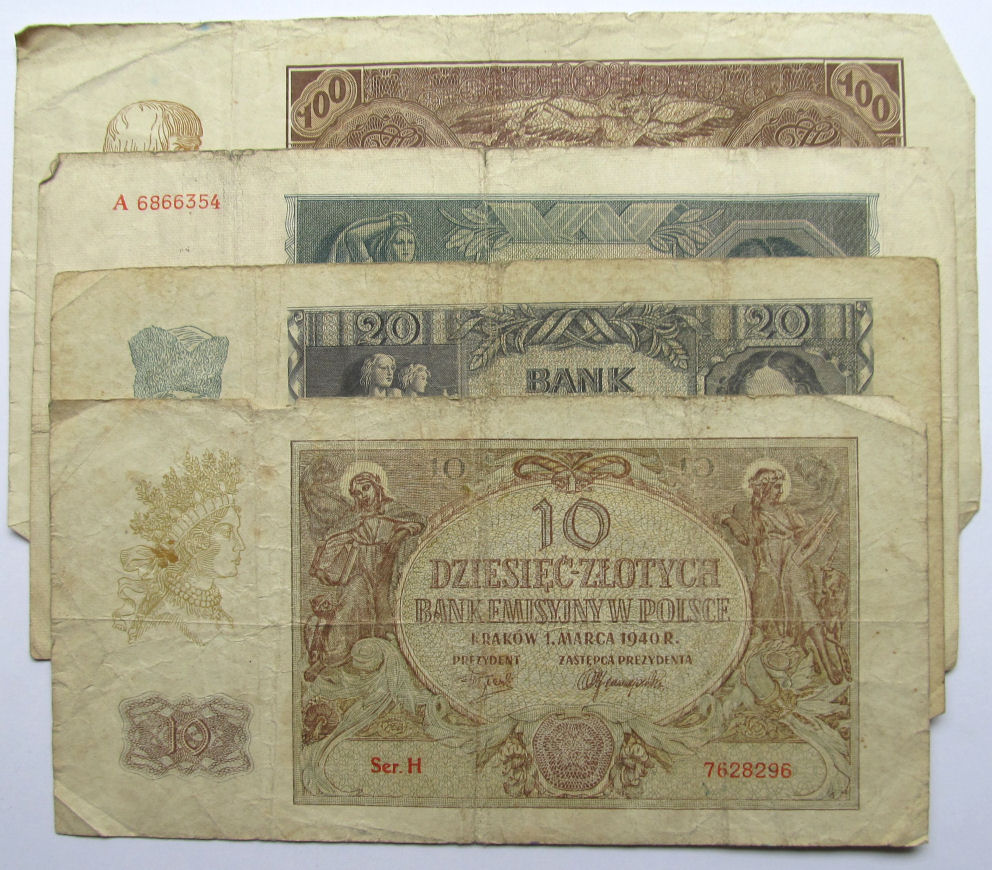 100 100
A 6866354
20 20
BANK
10 10
10
DZIESIĘĆ·ZŁOTYCH
BANK EMISYJNY W POLSCE
KRAKÓW 1. MARCA 1940 R.
PREZYDENT ZASTĘPCA PREZYDENTA
10
Ser. H 7628296